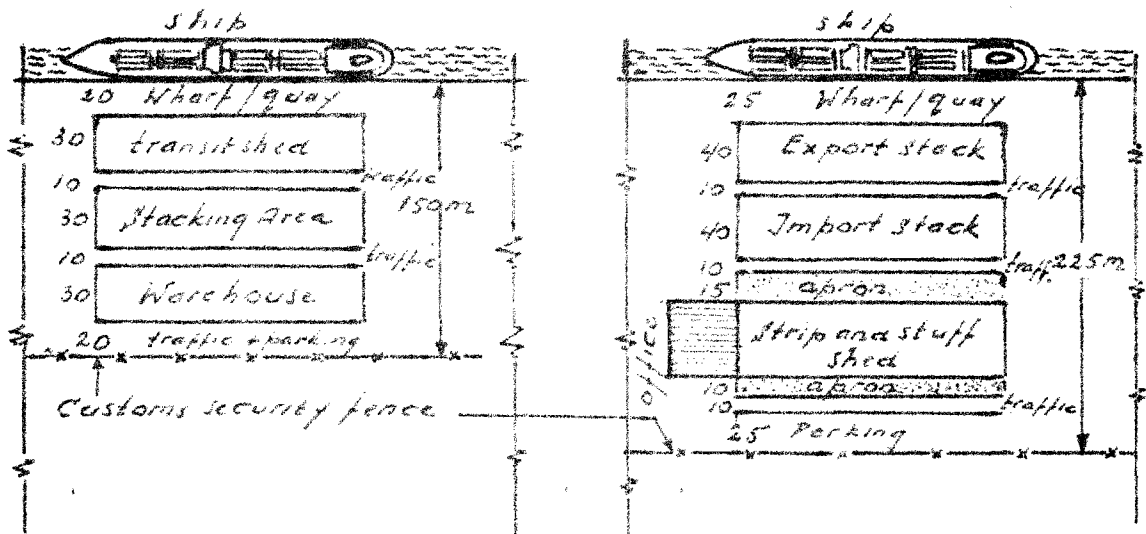 ship
20 Wharf/quay
30 transit shed
10 traffic
150m
30 Stacking Area
10 traffic
30 Warehouse
20 traffic + parking
Customs security fence
ship
25 Wharf/quay
40 Export stack
10 traffic
40 Import stack
10 traff.
225m
15 apron
office
Strip and stuff
shed
10 apron
10 traffic
25 Parking